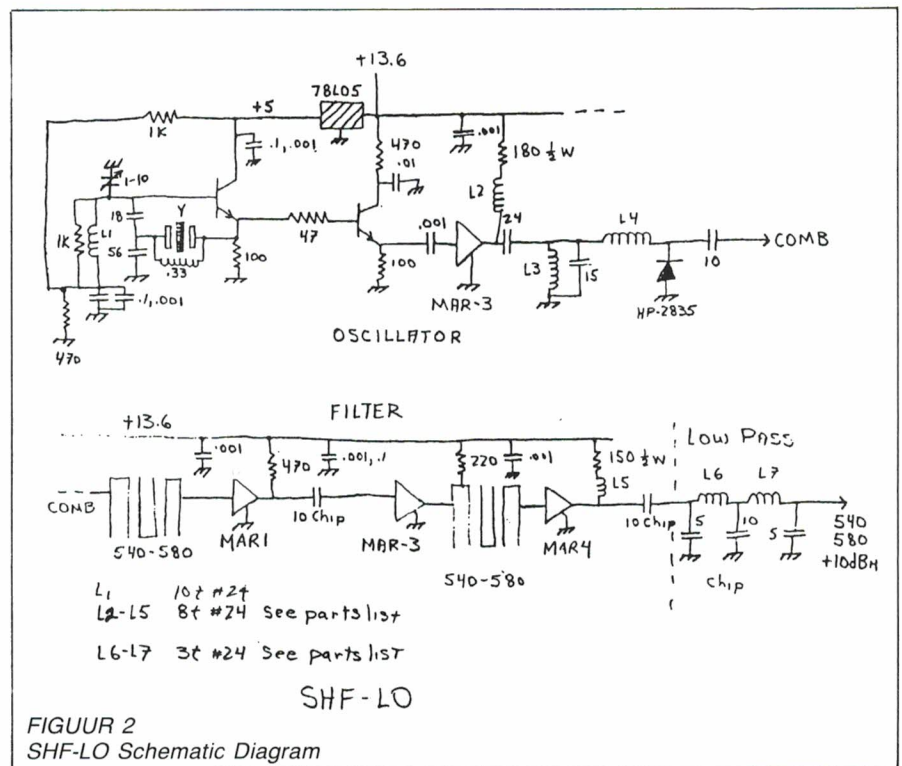 +13.6
78L05
+5
1K
.1,.001
470
.01
.001
180 ½W
L2
1-10
18
Y
1K
L1
56
.33
100
47
100
.001
MAR-3
24
L3
15
L4
10
COMB
HP-2835
.1,.001
470
OSCILLATOR
FILTER
+13.6
.001
470
.001,.1
220
.001
150 ½W
L5
LOW PASS
L6
L7
COMB
540-580
MAR1
10 Chip
MAR-3
540-580
MAR4
10 Chip
5
10
5
Chip
540
580
+10dBM
L1 10t #24
L2-L5 8t #24 See parts list
L6-L7 3t #24 See parts list
SHF-LO
FIGUUR 2
SHF-LO Schematic Diagram